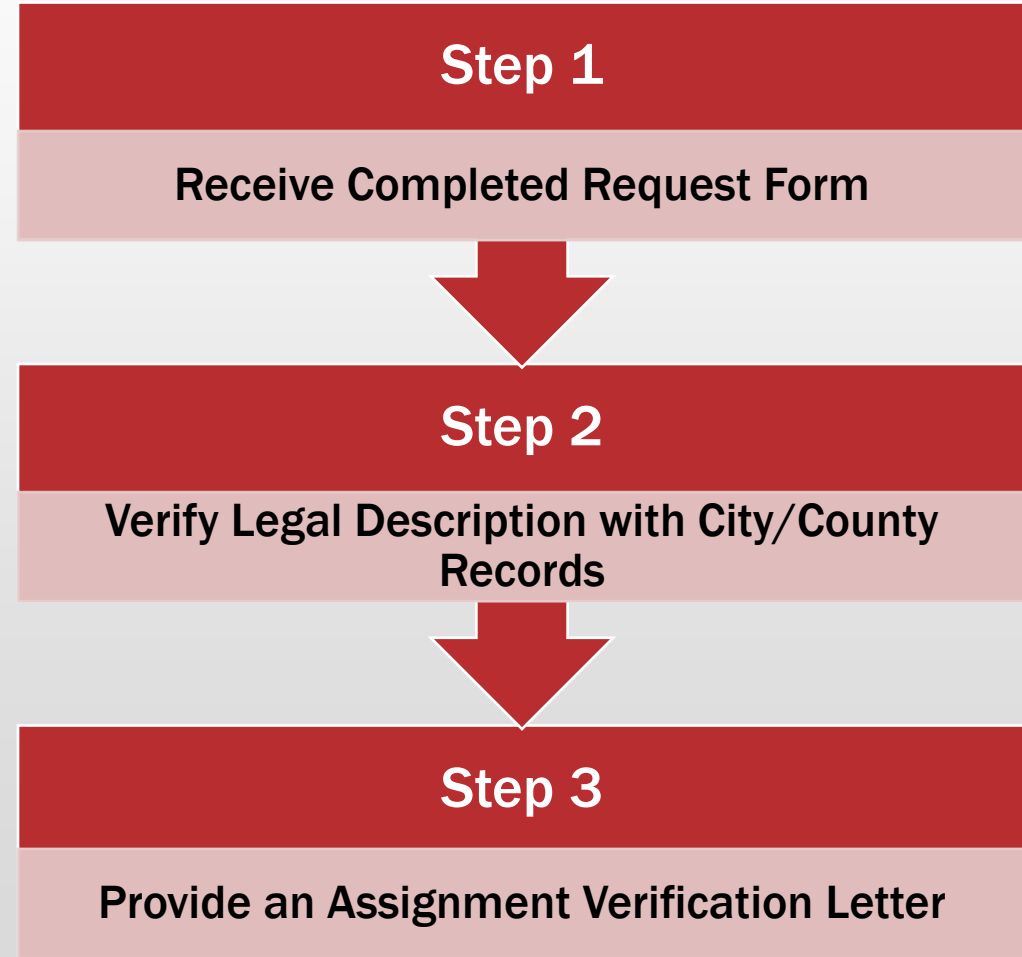 Step 1
Receive Completed Request Form
Step 2
Verify Legal Description with City/County
Records
Step 3
Provide an Assignment Verification Letter